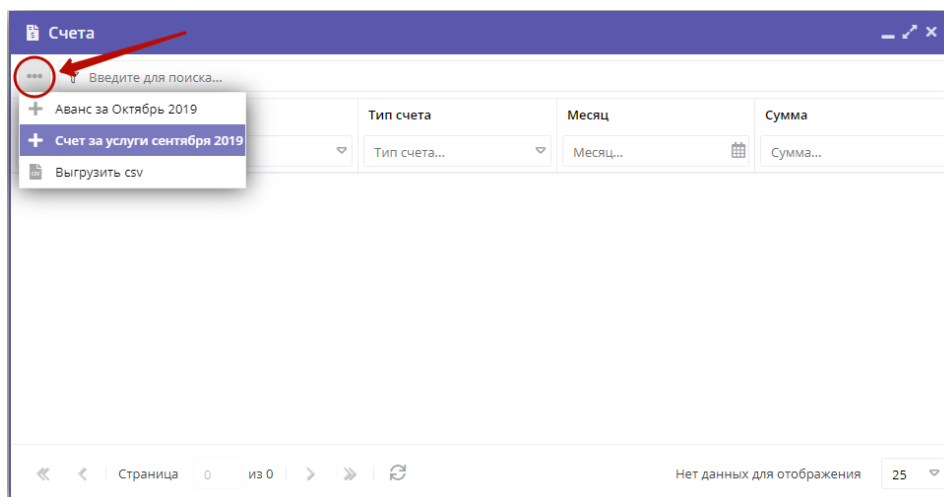 Счета
Введите для поиска...
Аванс за Октябрь 2019
Счет за услуги сентября 2019
Выгрузить csv
Тип счета Месяц Сумма
Тип счета... Месяц... Сумма...
Страница 0 из 0 Нет данных для отображения 25